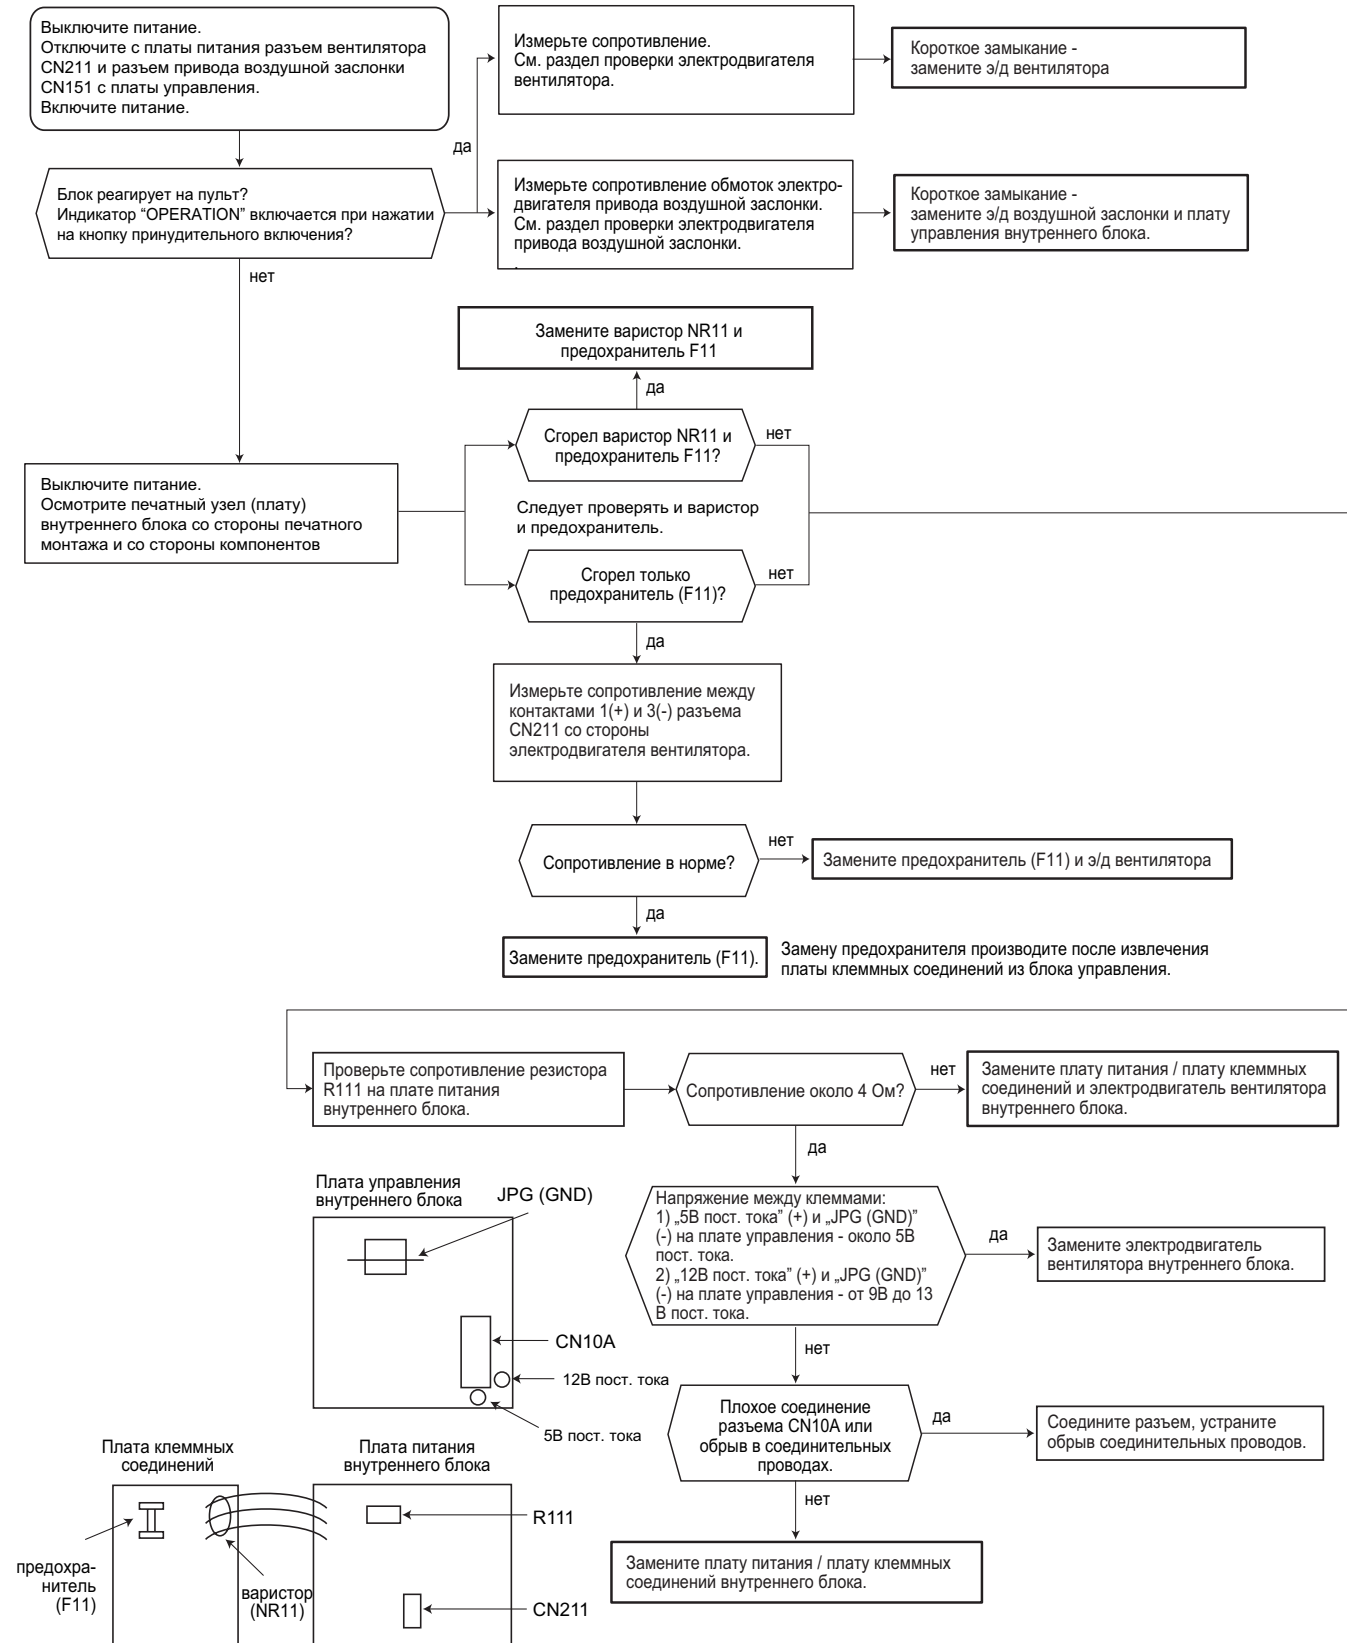 Выключите питание.
Отключите с платы питания разъем вентилятора
CN211 и разъем привода воздушной заслонки
CN151 с платы управления.
Включите питание.
Измерьте сопротивление.
См. раздел проверки электродвигателя
вентилятора.
Короткое замыкание -
замените э/д вентилятора
да
Блок реагирует на пульт?
Индикатор “OPERATION” включается при нажатии
на кнопку принудительного включения?
Измерьте сопротивление обмоток электро-
двигателя привода воздушной заслонки.
См. раздел проверки электродвигателя
привода воздушной заслонки.
.
Короткое замыкание -
замените э/д воздушной заслонки и плату
управления внутреннего блока.
нет
Замените варистор NR11 и
предохранитель F11
да
Сгорел варистор NR11 и
предохранитель F11?
нет
Выключите питание.
Осмотрите печатный узел (плату)
внутреннего блока со стороны печатного
монтажа и со стороны компонентов
Следует проверять и варистор
и предохранитель.
Сгорел только
предохранитель (F11)?
нет
да
Измерьте сопротивление между
контактами 1(+) и 3(-) разъема
CN211 со стороны
электродвигателя вентилятора.
Сопротивление в норме?
нет
Замените предохранитель (F11) и э/д вентилятора
да
Замените предохранитель (F11).
Замену предохранителя производите после извлечения
платы клеммных соединений из блока управления.
Проверьте сопротивление резистора
R111 на плате питания
внутреннего блока.
Сопротивление около 4 Ом?
нет
Замените плату питания / плату клеммных
соединений и электродвигатель вентилятора
внутреннего блока.
да
Плата управления
внутреннего блока
JPG (GND)
Напряжение между клеммами:
1) „5В пост. тока” (+) и „JPG (GND)”
(-) на плате управления - около 5В
пост. тока.
2) „12В пост. тока” (+) и „JPG (GND)”
(-) на плате управления - от 9В до 13
В пост. тока.
да
Замените электродвигатель
вентилятора внутреннего блока.
CN10A
12В пост. тока
5В пост. тока
нет
Плохое соединение
разъема CN10A или
обрыв в соединительных
проводах.
да
Соедините разъем, устраните
обрыв соединительных проводов.
Плата клеммных
соединений
Плата питания
внутреннего блока
нет
R111
предохра-
нитель
(F11)
варистор
(NR11)
CN211
Замените плату питания / плату клеммных
соединений внутреннего блока.